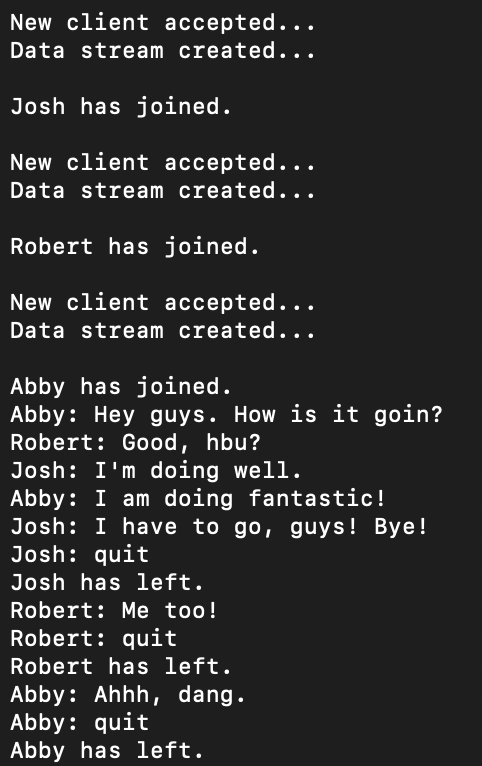 New client accepted...
Data stream created...
Josh has joined.
New client accepted...
Data stream created...
Robert has joined.
New client accepted...
Data stream created...
Abby has joined.
Abby: Hey guys. How is it goin?
Robert: Good, hbu?
Josh: I'm doing well.
Abby: I am doing fantastic!
Josh: I have to go, guys! Bye!
Josh: quit
Josh has left.
Robert: Me too!
Robert: quit
Robert has left.
Abby: Ahhh, dang.
Abby: quit
Abby has left.